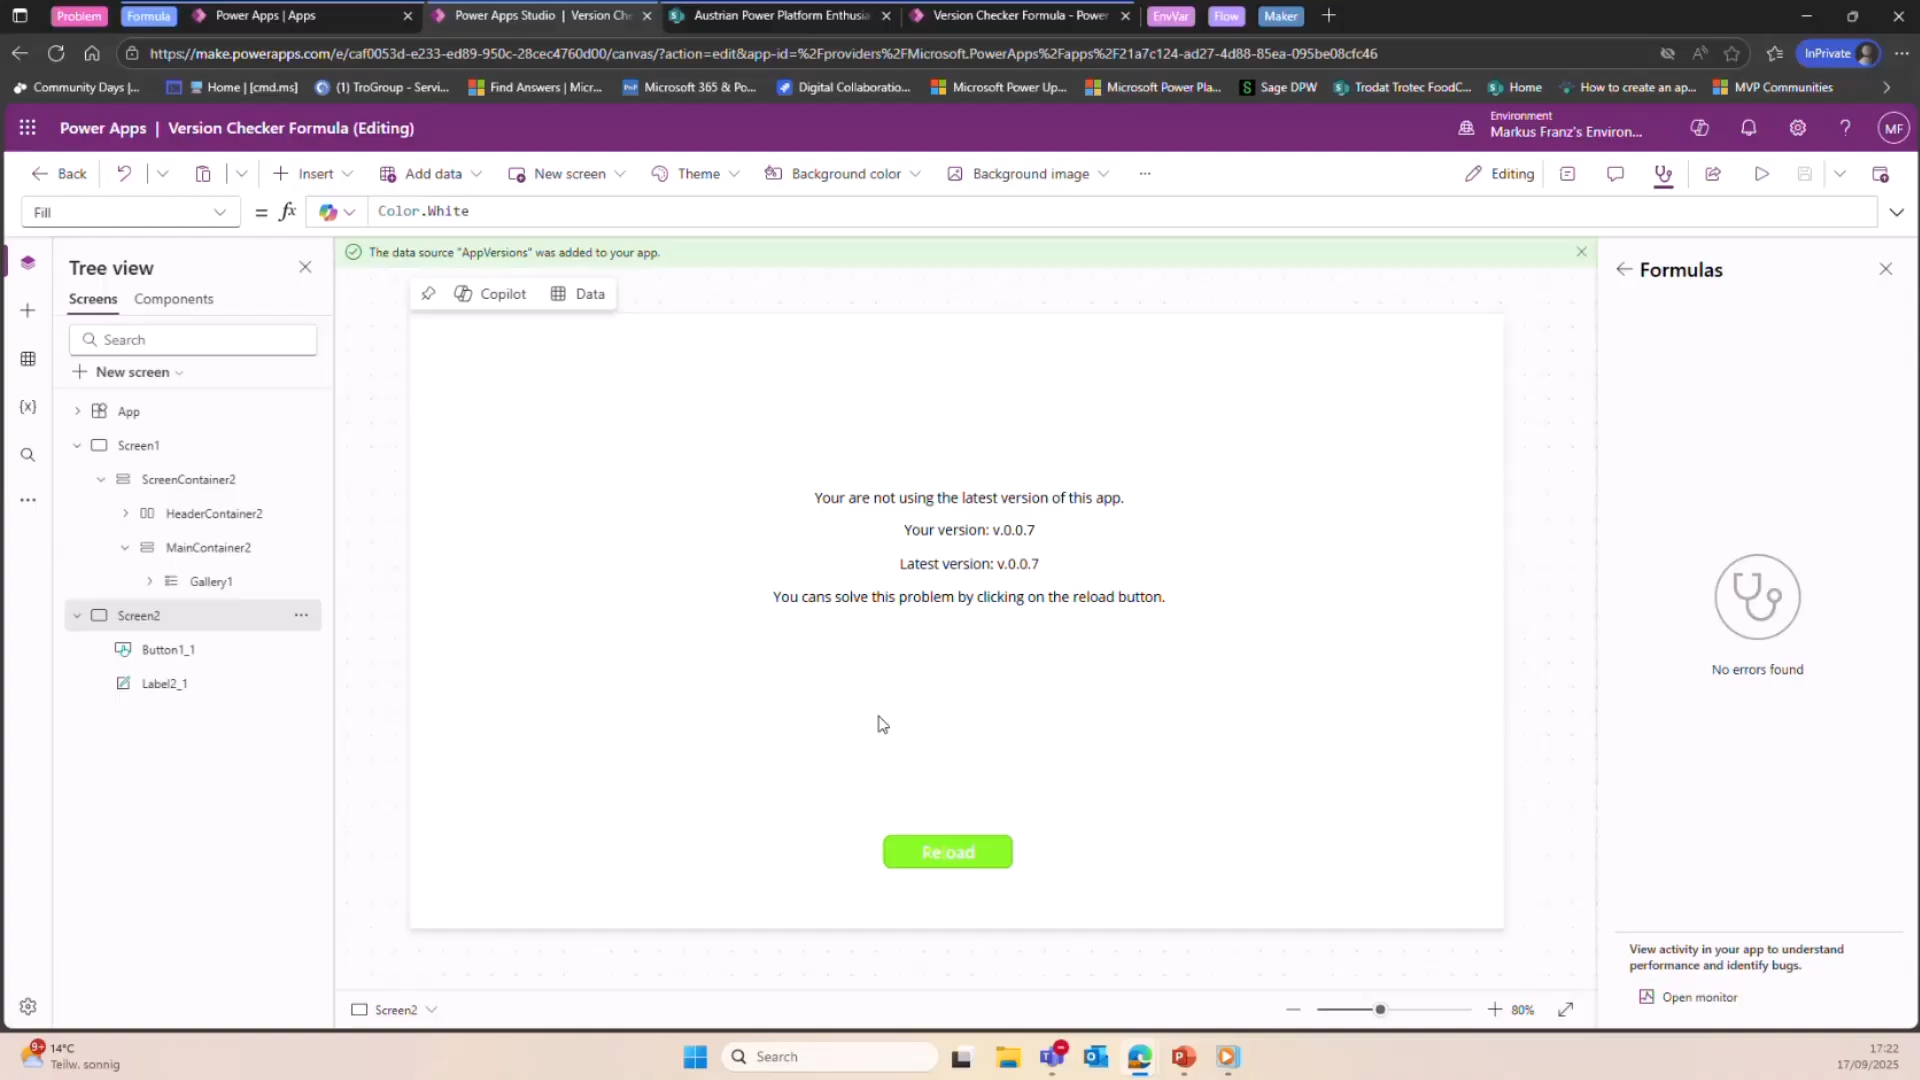 Problem
Formula
Power Apps | Apps
Power Apps Studio | Version Che
Austrian Power Platform Enthusia
Version Checker Formula - Power
EnvVar
Flow
Maker
https://make.powerapps.com/e/caf0053d-e233-ed89-950c-28cec4760d00/canvas/?action=edit&app-id=%2Fproviders%2FMicrosoft.PowerApps%2Fapps%2F21a7c124-ad27-4d88-85ea-095be08cfc46
InPrivate
Community Days |...
Home | [cmd.ms]
(1) TroGroup - Servi...
Find Answers | Micr...
Microsoft 365 & Po...
Digital Collaboratio...
Microsoft Power Up...
Microsoft Power Pla...
Sage DPW
Trodat Trotec FoodC...
Home
How to create an ap...
MVP Communities
Power Apps | Version Checker Formula (Editing)
Environment
Markus Franz's Environ...
MF
Back
Insert
Add data
New screen
Theme
Background color
Background image
...
Editing
Fill
= fx
Color.White
Tree view
Screens
Components
Search
New screen
App
Screen1
ScreenContainer2
HeaderContainer2
MainContainer2
Gallery1
Screen2
Button1_1
Label2_1
The data source "AppVersions" was added to your app.
Copilot
Data
Your are not using the latest version of this app.
Your version: v.0.0.7
Latest version: v.0.0.7
You cans solve this problem by clicking on the reload button.
Reload
Screen2
80%
Formulas
No errors found
View activity in your app to understand
performance and identify bugs.
Open monitor
9+
14°C
Teilw. sonnig
Search
17:22
17/09/2025